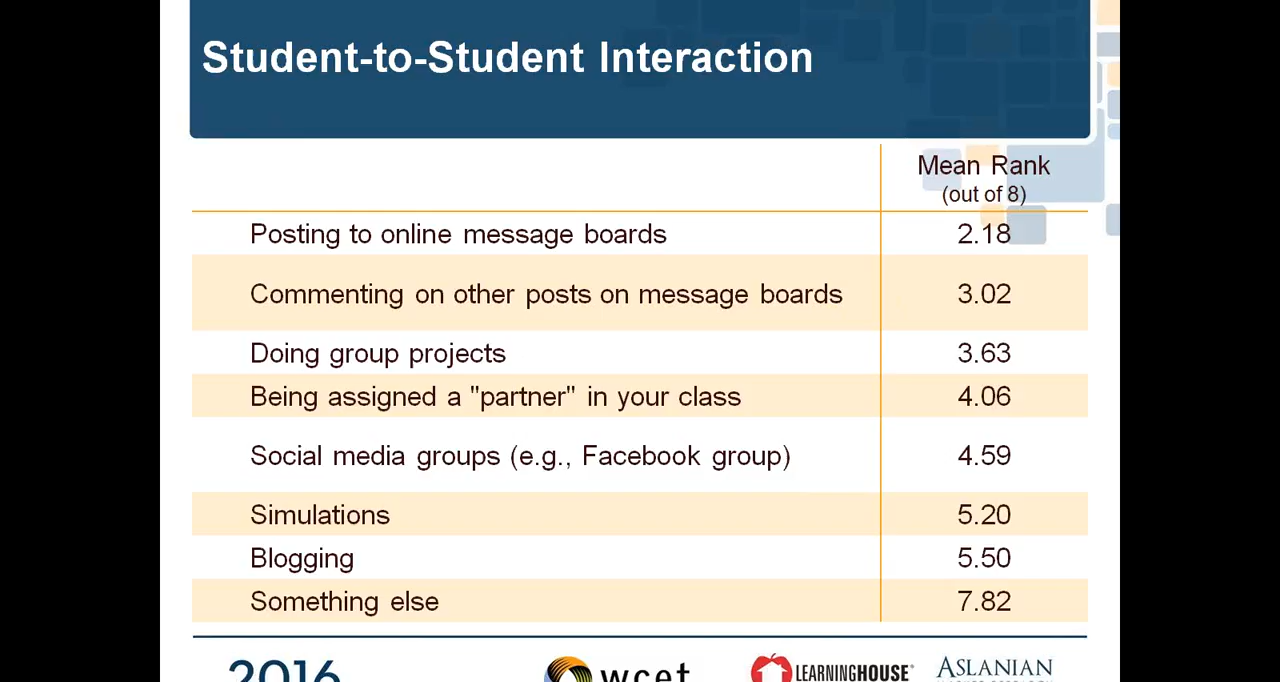 Student-to-Student Interaction
Mean Rank
(out of 8)
Posting to online message boards 2.18
Commenting on other posts on message boards 3.02
Doing group projects 3.63
Being assigned a "partner" in your class 4.06
Social media groups (e.g., Facebook group) 4.59
Simulations 5.20
Blogging 5.50
Something else 7.82
2016 wcet LEARNINGHOUSE® ASLANIAN